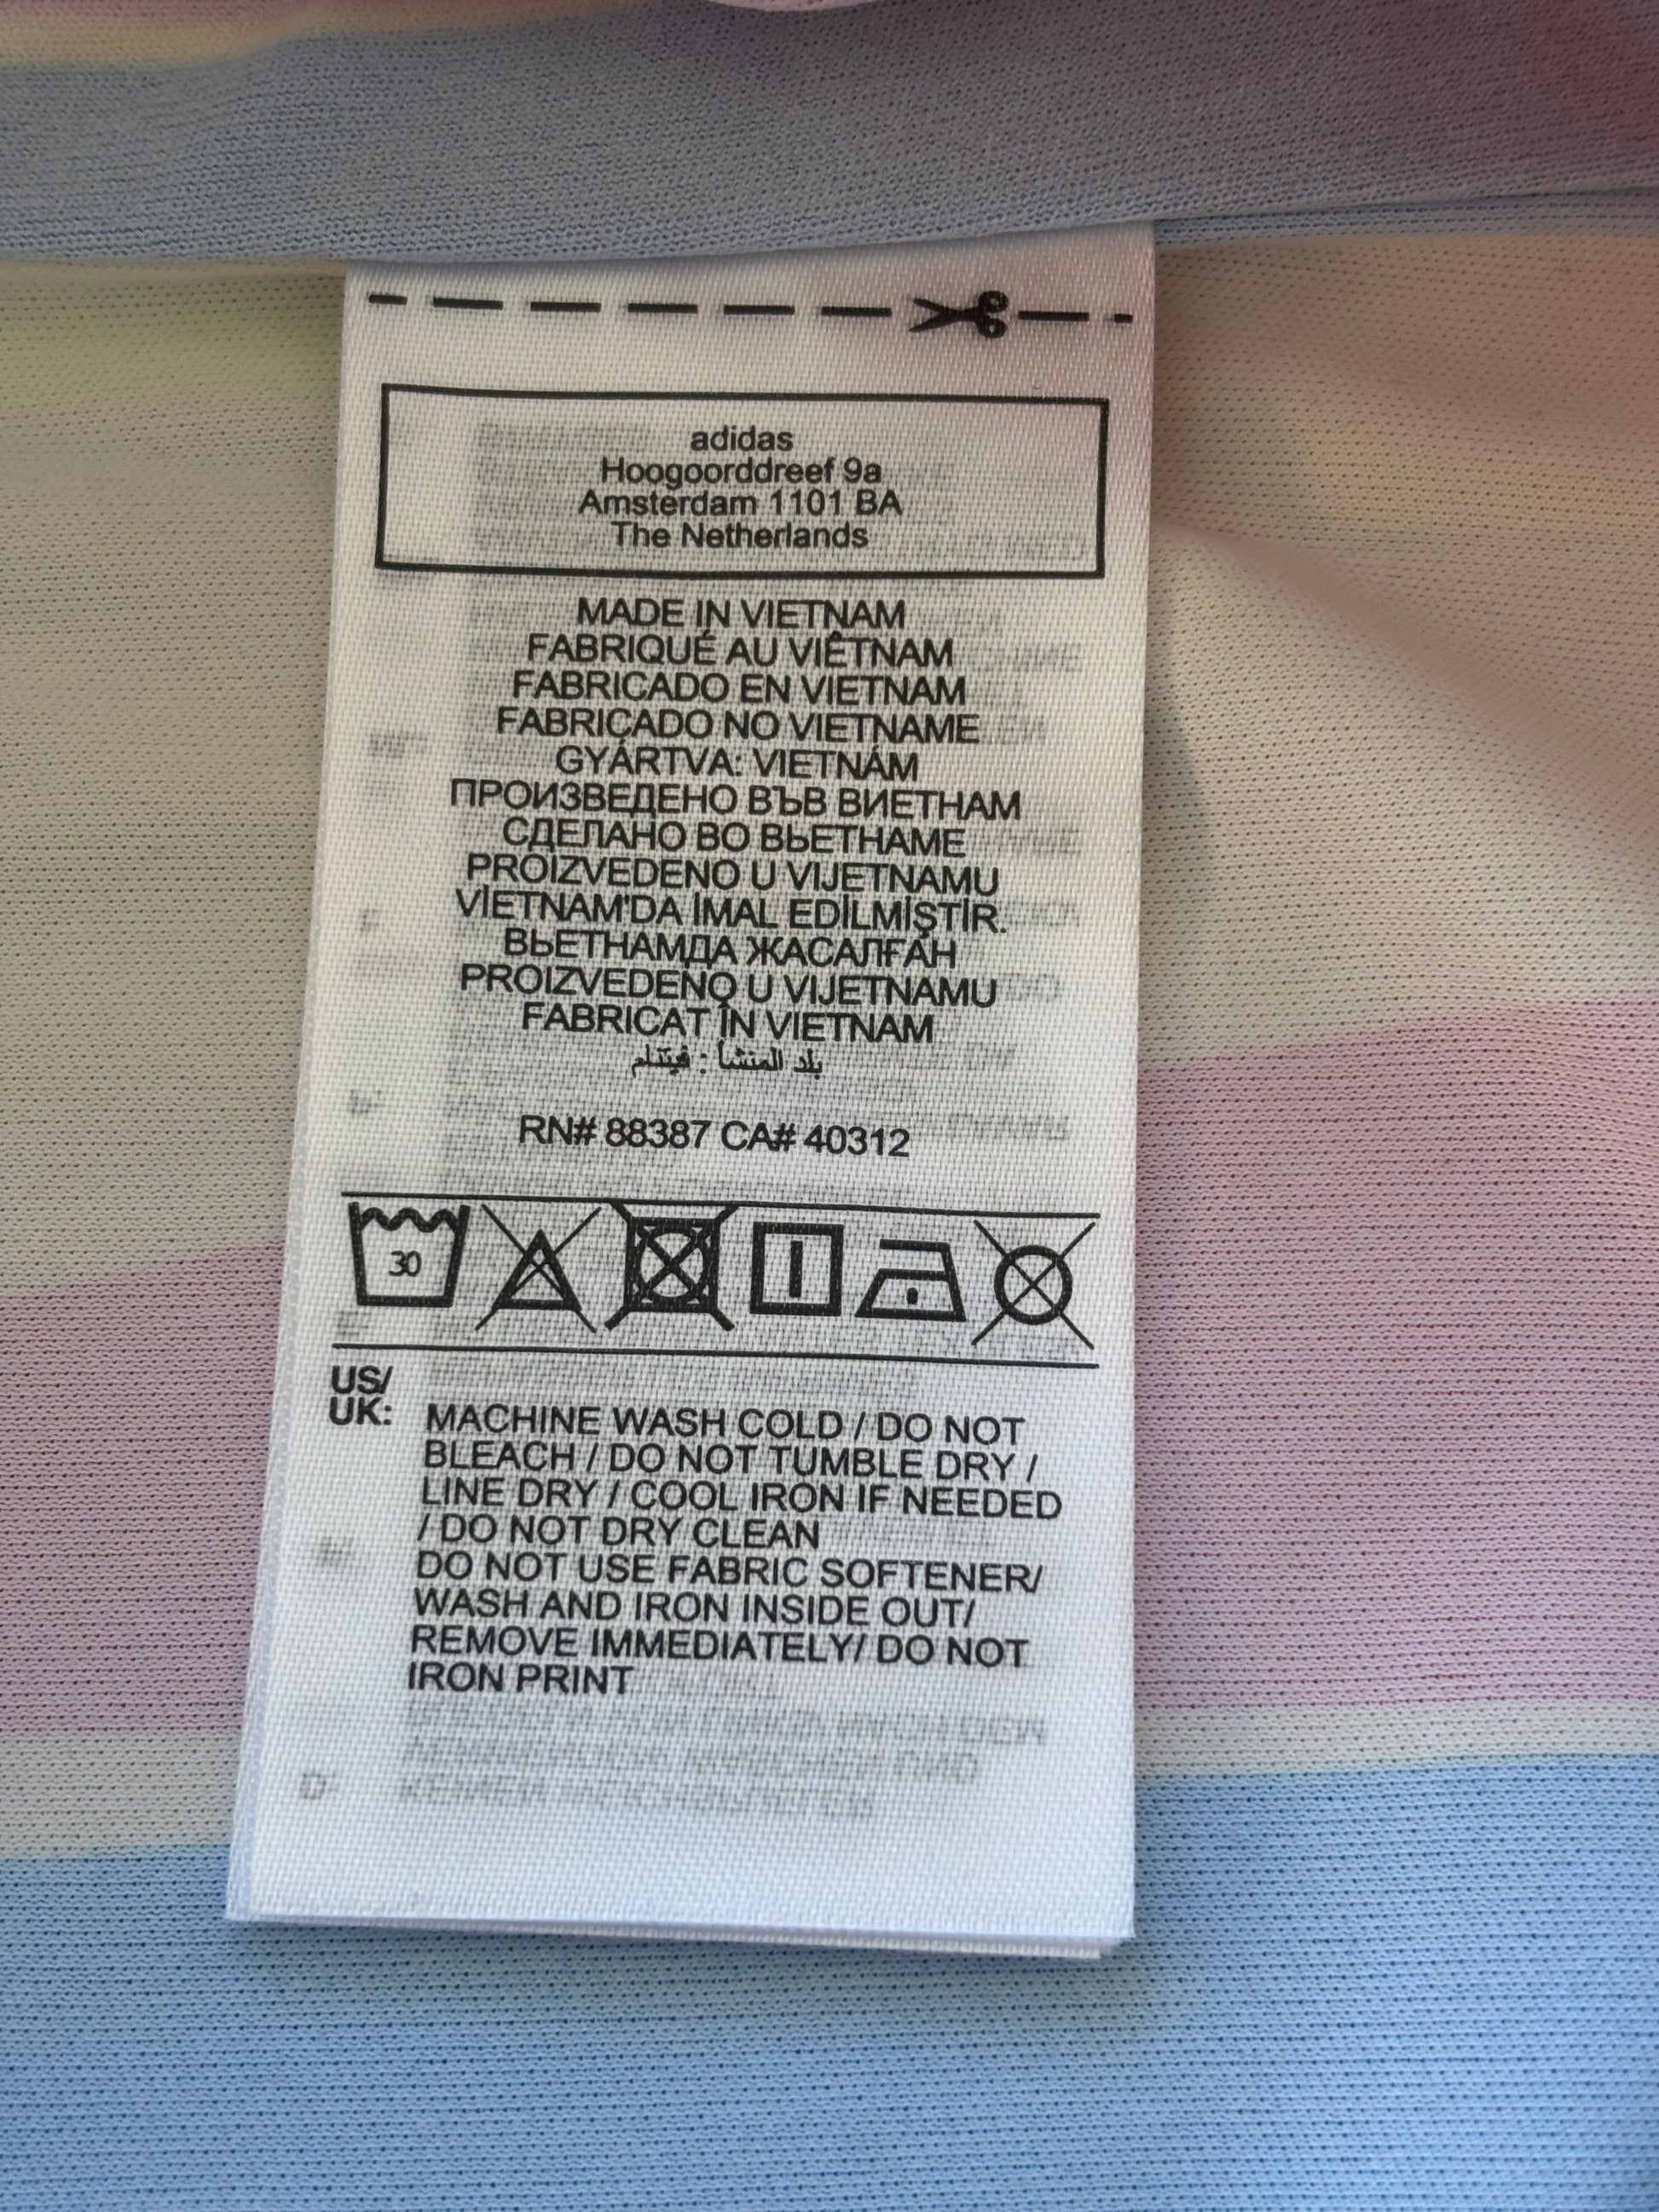 adidas
Hoogoorddreef 9a
Amsterdam 1101 BA
The Netherlands
MADE IN VIETNAM
FABRIQUÉ AU VIÊTNAM
FABRICADO EN VIETNAM
FABRICADO NO VIETNAME
GYÁRTVA: VIETNÁM
ПРОИЗВЕДЕНО ВЪВ ВИЕТНАМ
СДЕЛАНО ВО ВЬЕТНАМЕ
PROIZVEDENO U VIJETNAMU
VİETNAM'DA İMAL EDİLMİŞTİR.
ВЬЕТНАМДА ЖАСАЛҒАН
PROIZVEDENO U VIJETNAMU
FABRICAT ÎN VIETNAM
بلد المنشأ : فيتنام
RN# 88387 CA# 40312
30
US/
UK: MACHINE WASH COLD / DO NOT
BLEACH / DO NOT TUMBLE DRY /
LINE DRY / COOL IRON IF NEEDED
/ DO NOT DRY CLEAN
DO NOT USE FABRIC SOFTENER/
WASH AND IRON INSIDE OUT/
REMOVE IMMEDIATELY/ DO NOT
IRON PRINT